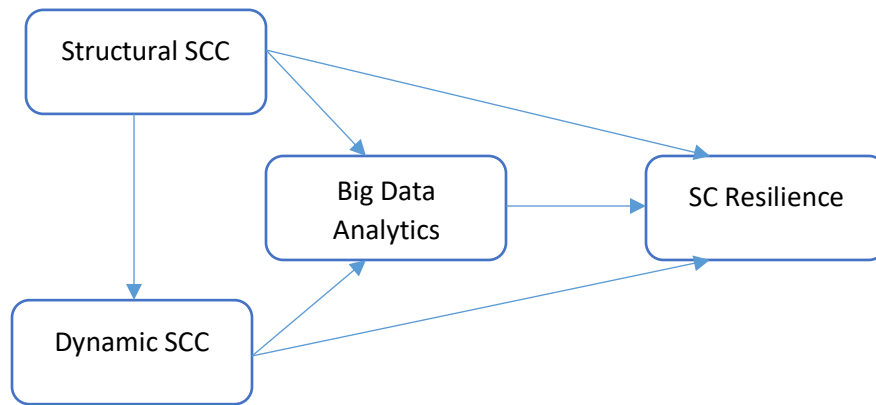 Structural SCC
Big Data
Analytics
SC Resilience
Dynamic SCC